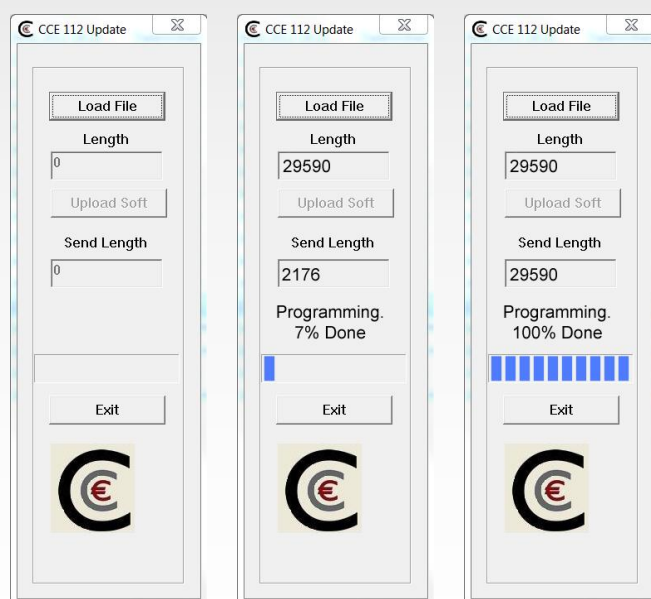 CCE 112 Update
Load File
Length
0
Upload Soft
Send Length
0
Exit
€
CCE 112 Update
Load File
Length
29590
Upload Soft
Send Length
2176
Programming.
7% Done
Exit
€
CCE 112 Update
Load File
Length
29590
Upload Soft
Send Length
29590
Programming.
100% Done
Exit
€